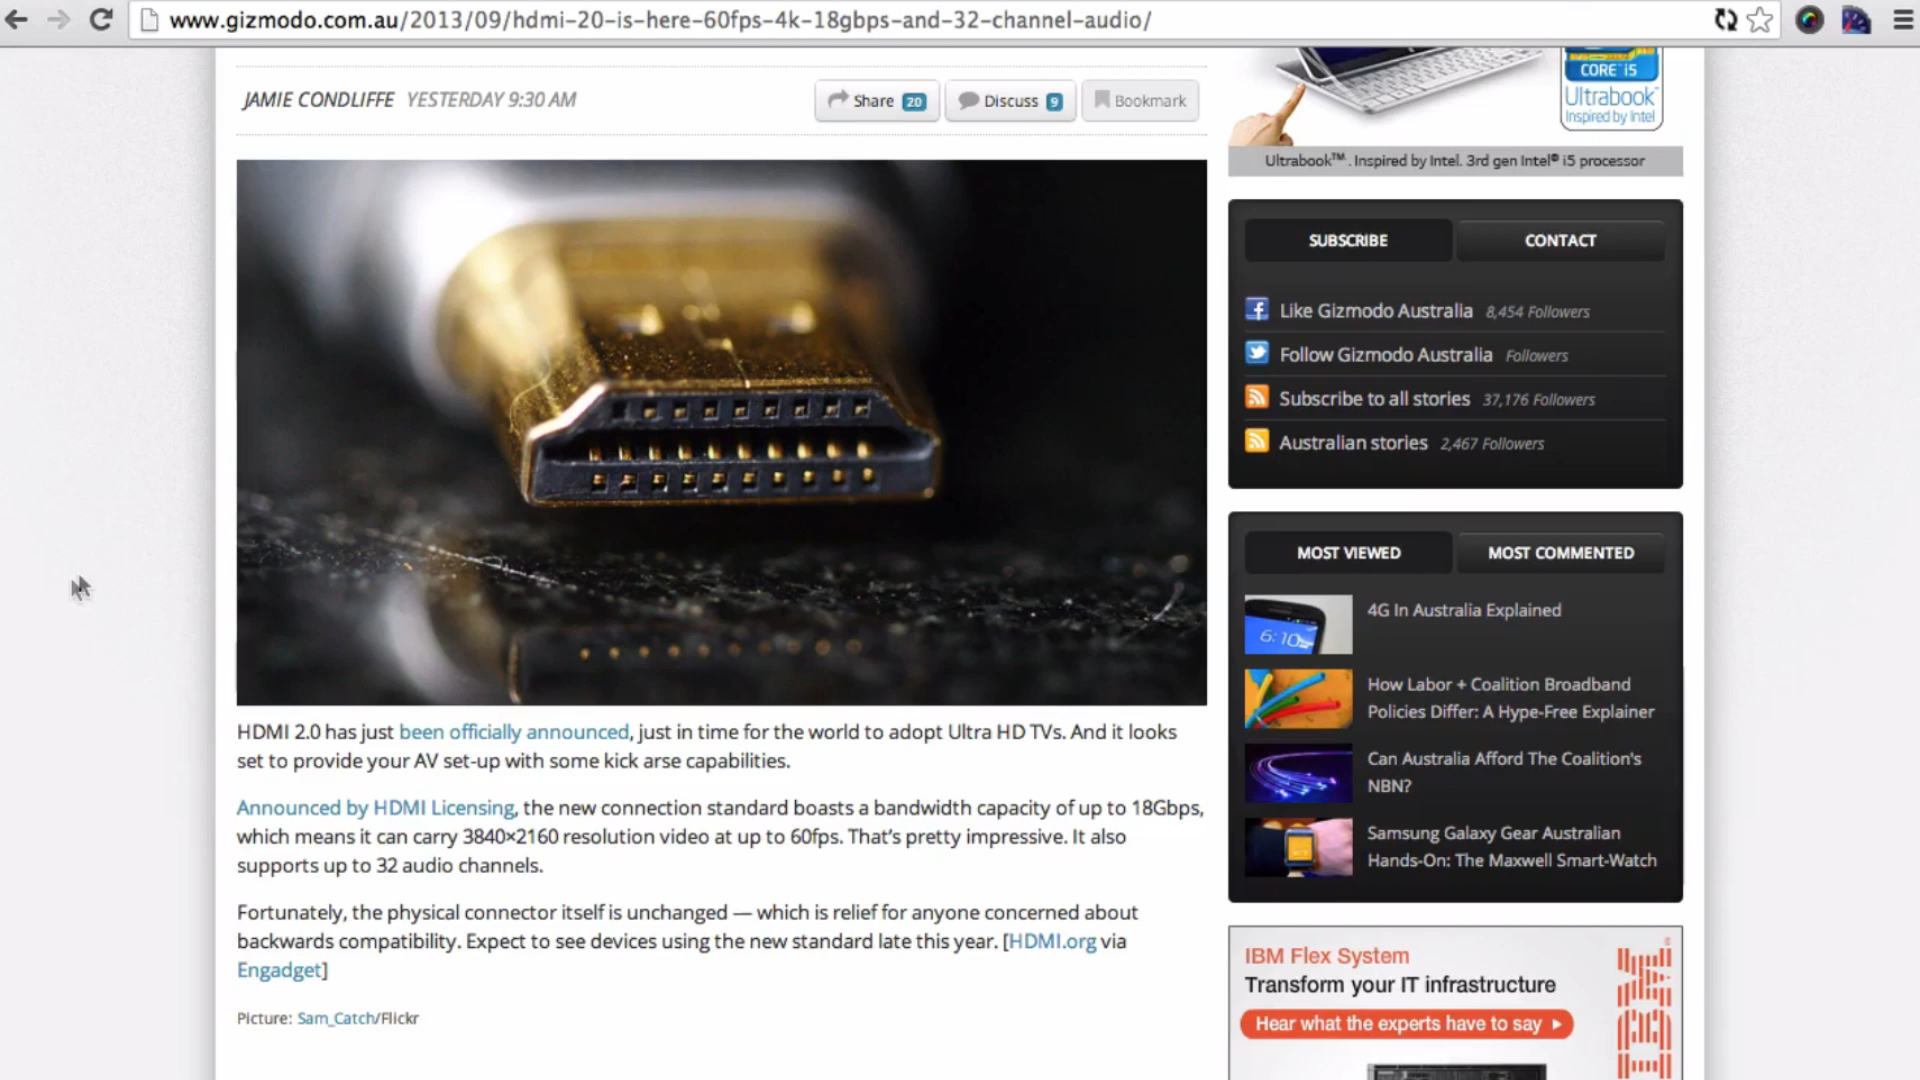 www.gizmodo.com.au/2013/09/hdmi-20-is-here-60fps-4k-18gbps-and-32-channel-audio/
JAMIE CONDLIFFE YESTERDAY 9:30 AM
Share 20
Discuss 9
Bookmark
HDMI 2.0 has just been officially announced, just in time for the world to adopt Ultra HD TVs. And it looks
set to provide your AV set-up with some kick arse capabilities.
Announced by HDMI Licensing, the new connection standard boasts a bandwidth capacity of up to 18Gbps,
which means it can carry 3840×2160 resolution video at up to 60fps. That's pretty impressive. It also
supports up to 32 audio channels.
Fortunately, the physical connector itself is unchanged — which is relief for anyone concerned about
backwards compatibility. Expect to see devices using the new standard late this year. [HDMI.org via
Engadget]
Picture: Sam_Catch/Flickr
CORE i5
Ultrabook™
Inspired by Intel
Ultrabook™. Inspired by Intel. 3rd gen Intel® i5 processor
SUBSCRIBE
CONTACT
Like Gizmodo Australia 8,454 Followers
Follow Gizmodo Australia Followers
Subscribe to all stories 37,176 Followers
Australian stories 2,467 Followers
MOST VIEWED
MOST COMMENTED
6:10
4G In Australia Explained
How Labor + Coalition Broadband
Policies Differ: A Hype-Free Explainer
Can Australia Afford The Coalition's
NBN?
Samsung Galaxy Gear Australian
Hands-On: The Maxwell Smart-Watch
IBM Flex System
Transform your IT infrastructure
Hear what the experts have to say
IBM®